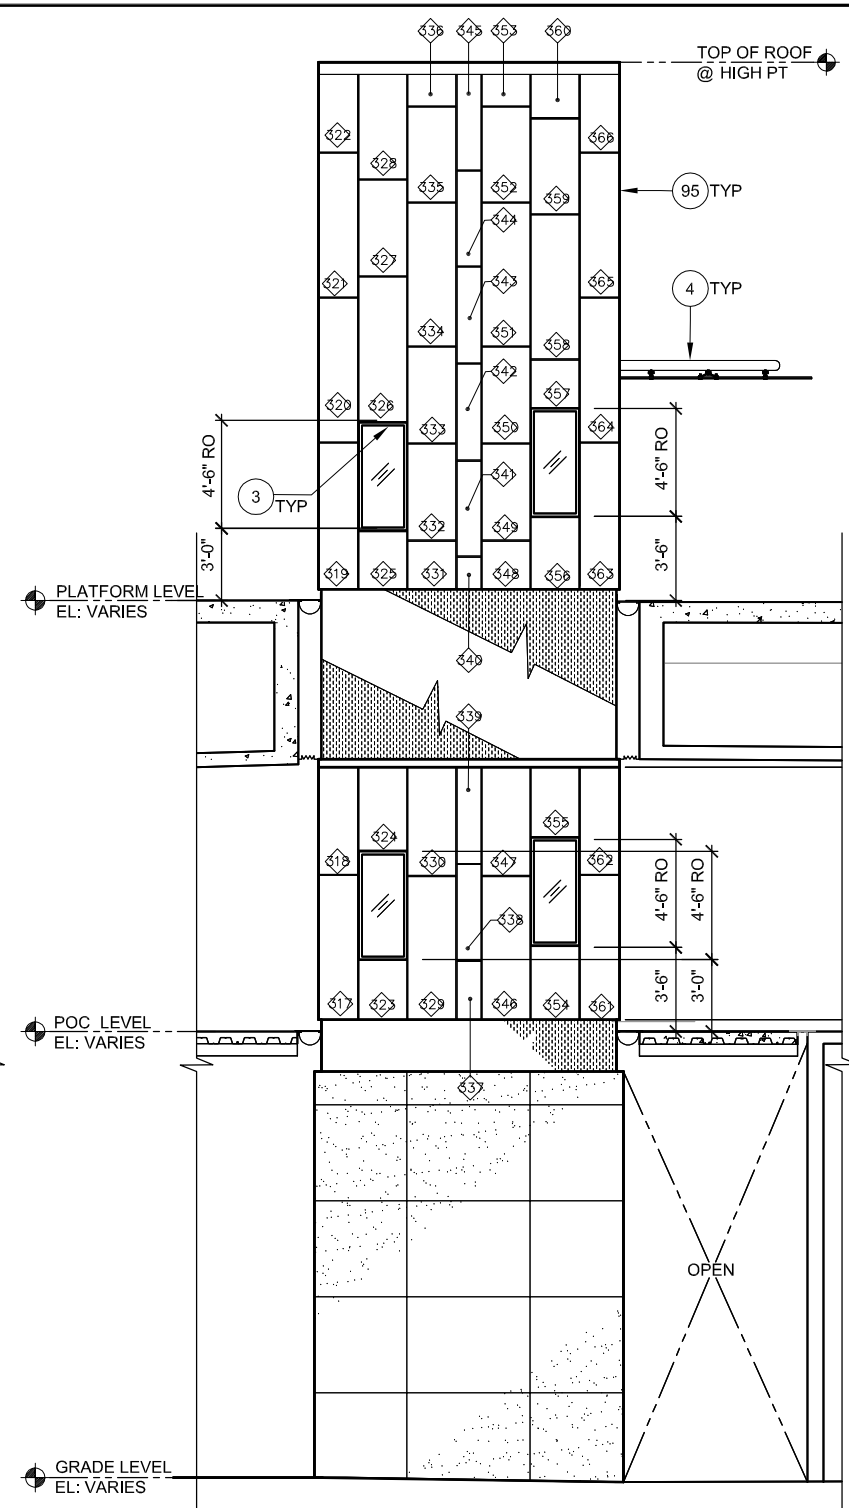 336 345 353 360
TOP OF ROOF
@ HIGH PT
322 366
328
335 352 95 TYP
359
344
327
321 343 365 4 TYP
334 351
358
342
357
320 326
333 350 364
4'-6" RO 4'-6" RO
341
3 TYP
332 349
3'-0" 3'-6"
319 325 331 348 356 363
PLATFORM LEVEL
EL: VARIES
340
339
324 355
318 330 347 362
4'-6" RO 4'-6" RO
338
3'-6" 3'-0"
317 323 329 346 354 361
POC LEVEL
EL: VARIES
337
OPEN
GRADE LEVEL
EL: VARIES